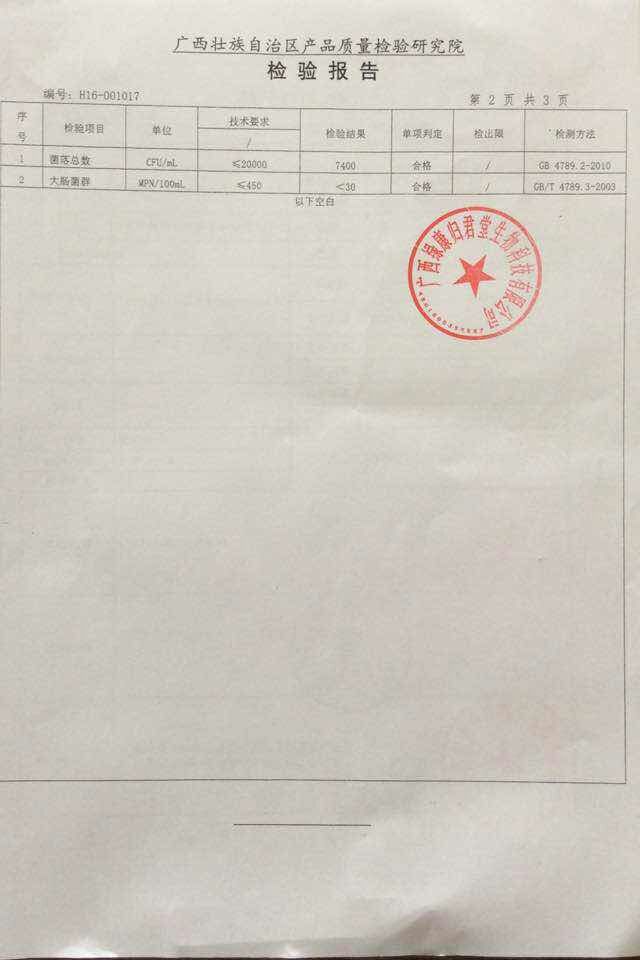 广西壮族自治区产品质量检验研究院
检验报告
编号: H16-001017 第 2 页 共 3 页
序号 检验项目 单位 技术要求 / 检验结果 单项判定 检出限 检测方法
1 菌落总数 CFU/mL ≤20000 7400 合格 / GB 4789.2-2010
2 大肠菌群 MPN/100mL ≤450 <30 合格 / GB/T 4789.3-2003
以下空白
广西 康归君堂生物科技有限公司